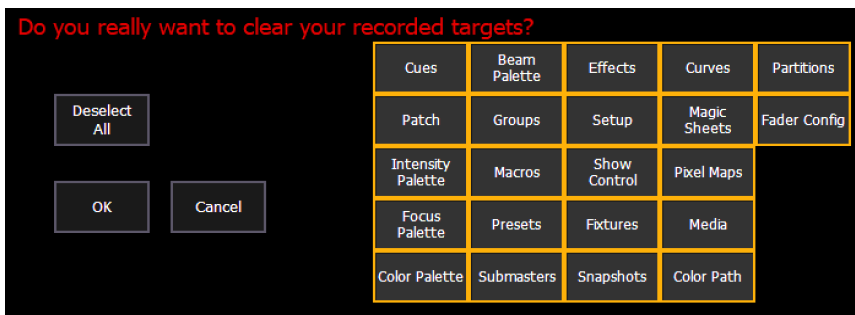 Do you really want to clear your recorded targets?
Cues
Beam
Palette
Effects
Curves
Partitions
Deselect
All
Patch
Groups
Setup
Magic
Sheets
Fader Config
Intensity
Palette
Macros
Show
Control
Pixel Maps
OK
Cancel
Focus
Palette
Presets
Fixtures
Media
Color Palette
Submasters
Snapshots
Color Path